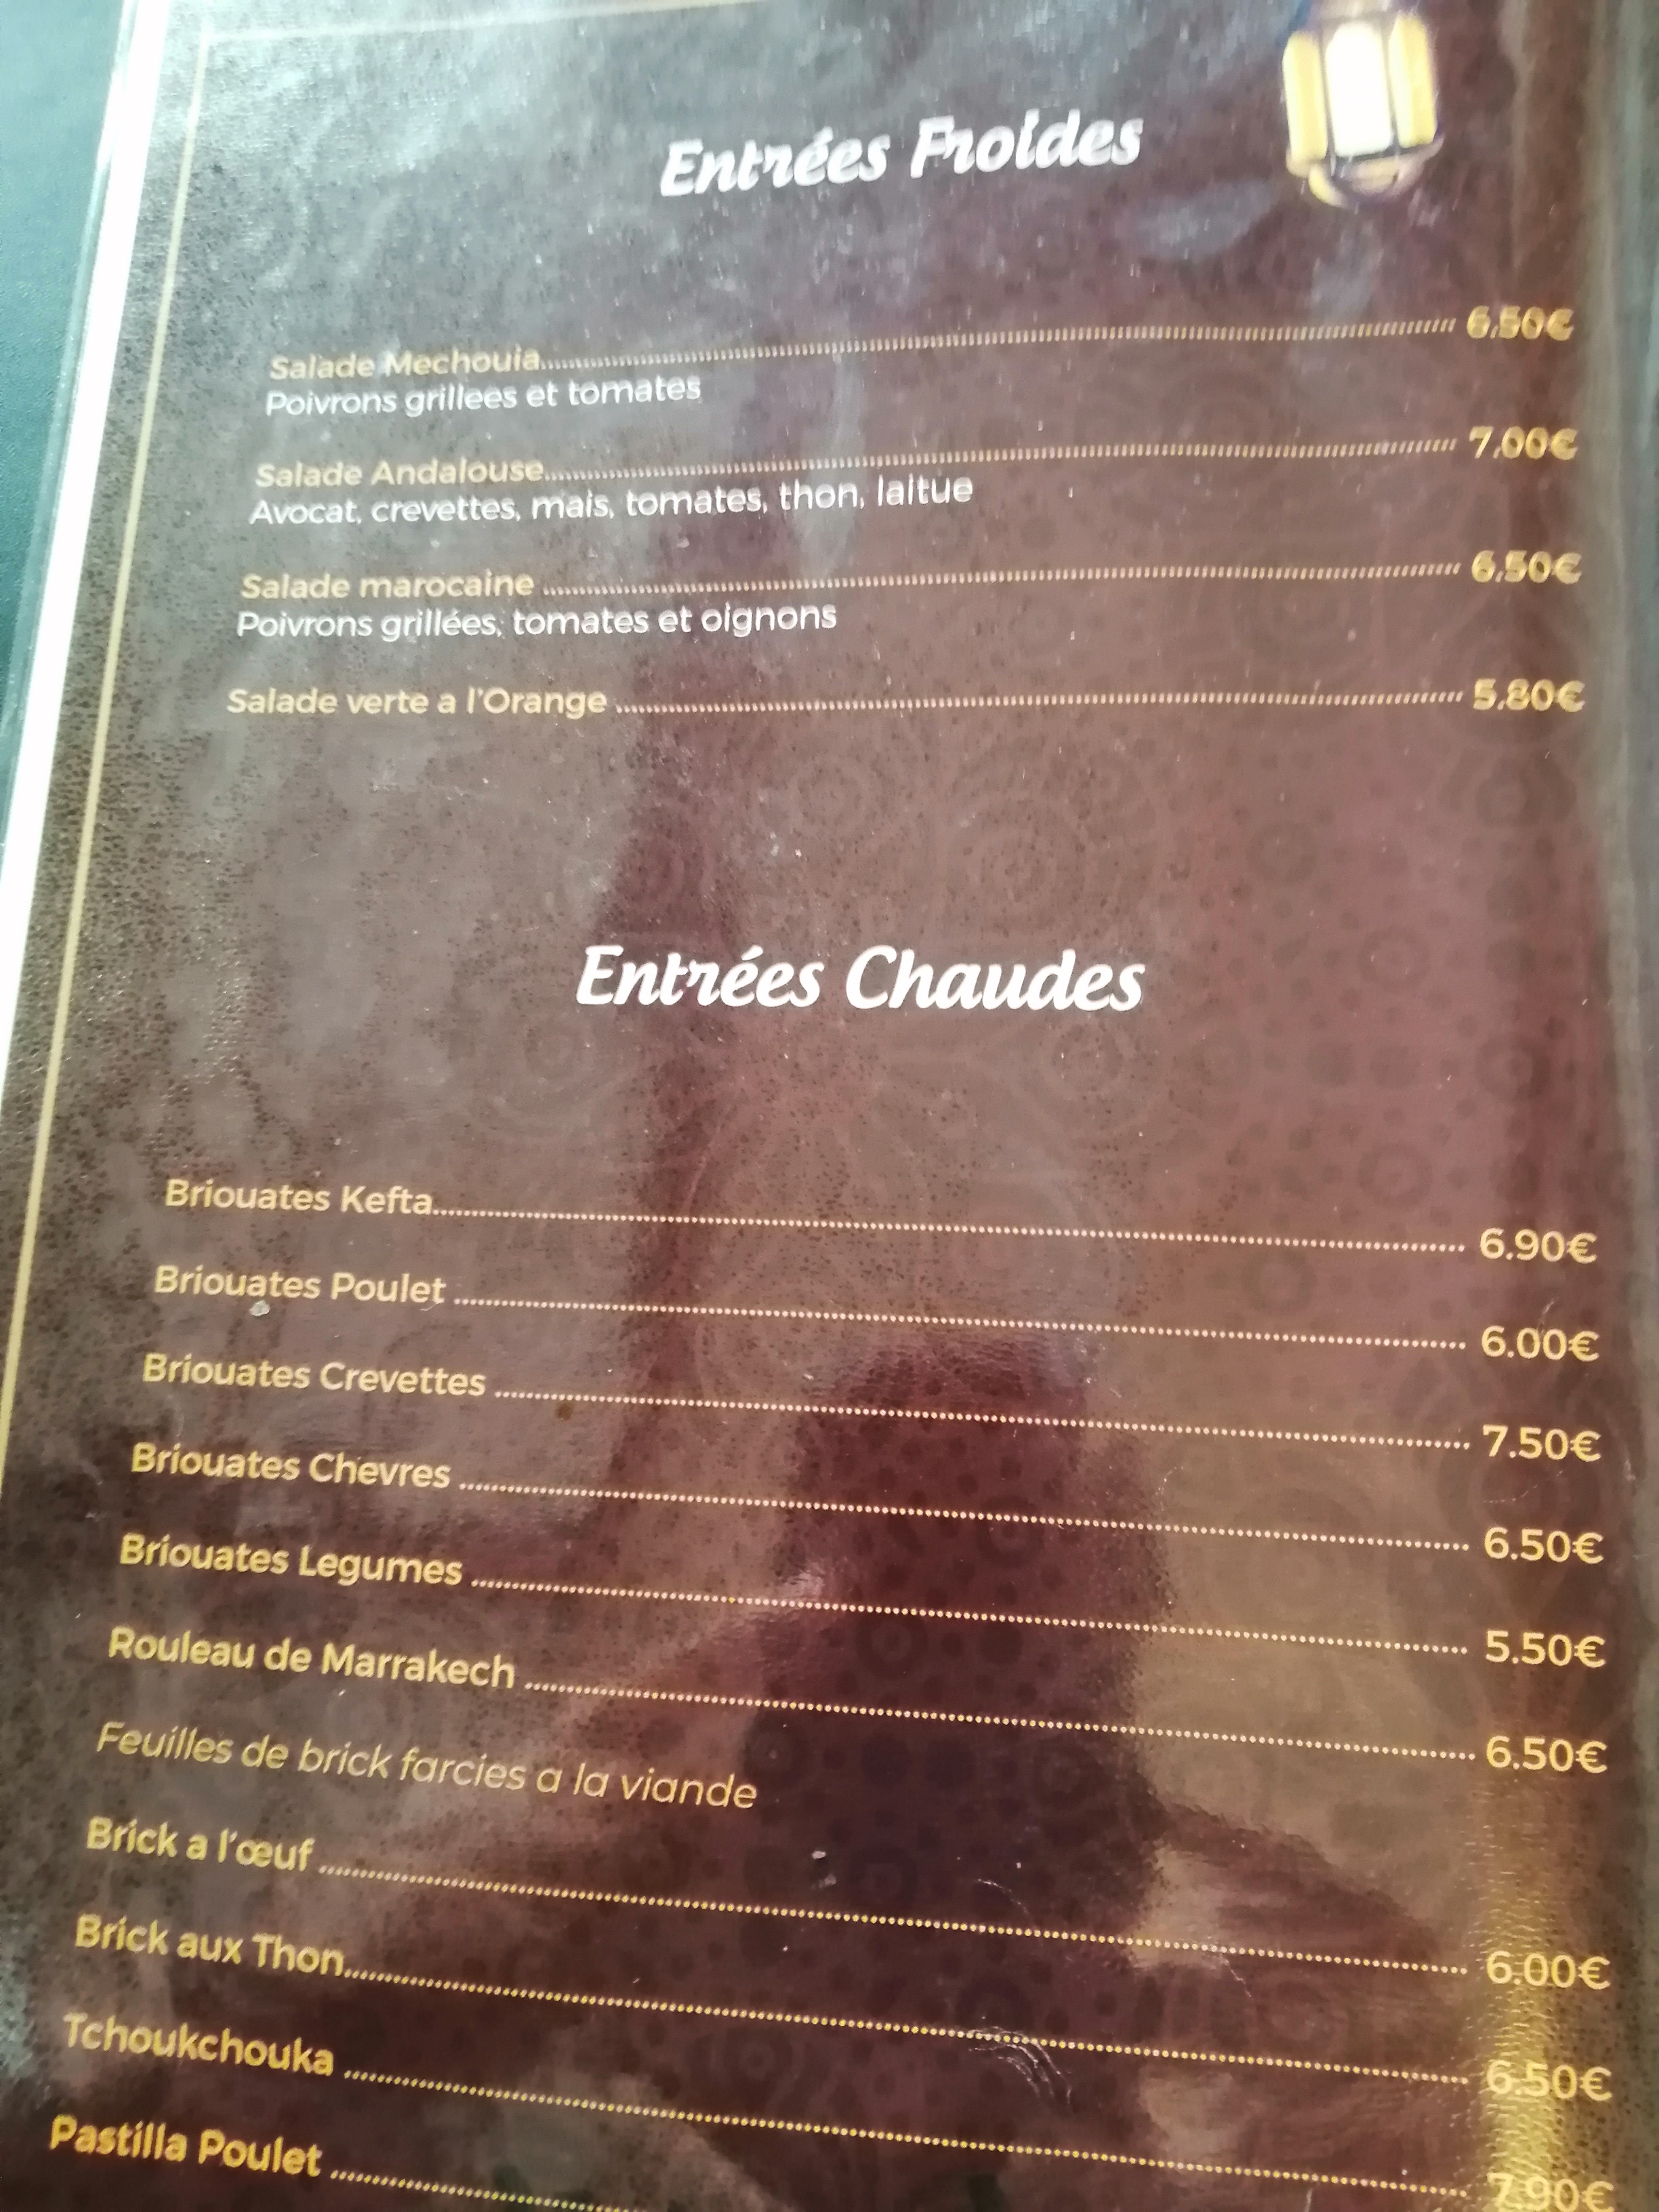 Entrées Froides
Salade Mechouia 6.50€
Poivrons grillees et tomates
Salade Andalouse 7.00€
Avocat, crevettes, mais, tomates, thon, laitue
Salade marocaine 6.50€
Poivrons grillées, tomates et oignons
Salade verte a l'Orange 5.80€
Entrées Chaudes
Briouates Kefta 6.90€
Briouates Poulet 6.00€
Briouates Crevettes 7.50€
Briouates Chevres 6.50€
Briouates Legumes 5.50€
Rouleau de Marrakech 6.50€
Feuilles de brick farcies a la viande
Brick a l'œuf 6.00€
Brick aux Thon 6.50€
Tchoukchouka 7.90€
Pastilla Poulet